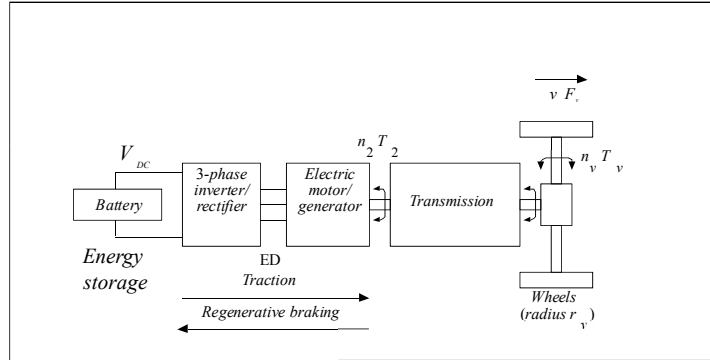 v F_v
n_2 T_2
n_v T_v
V_DC
3-phase
inverter/
rectifier
Electric
motor/
generator
Transmission
Battery
Energy
storage
ED
Traction
Regenerative braking
Wheels
(radius r_v)